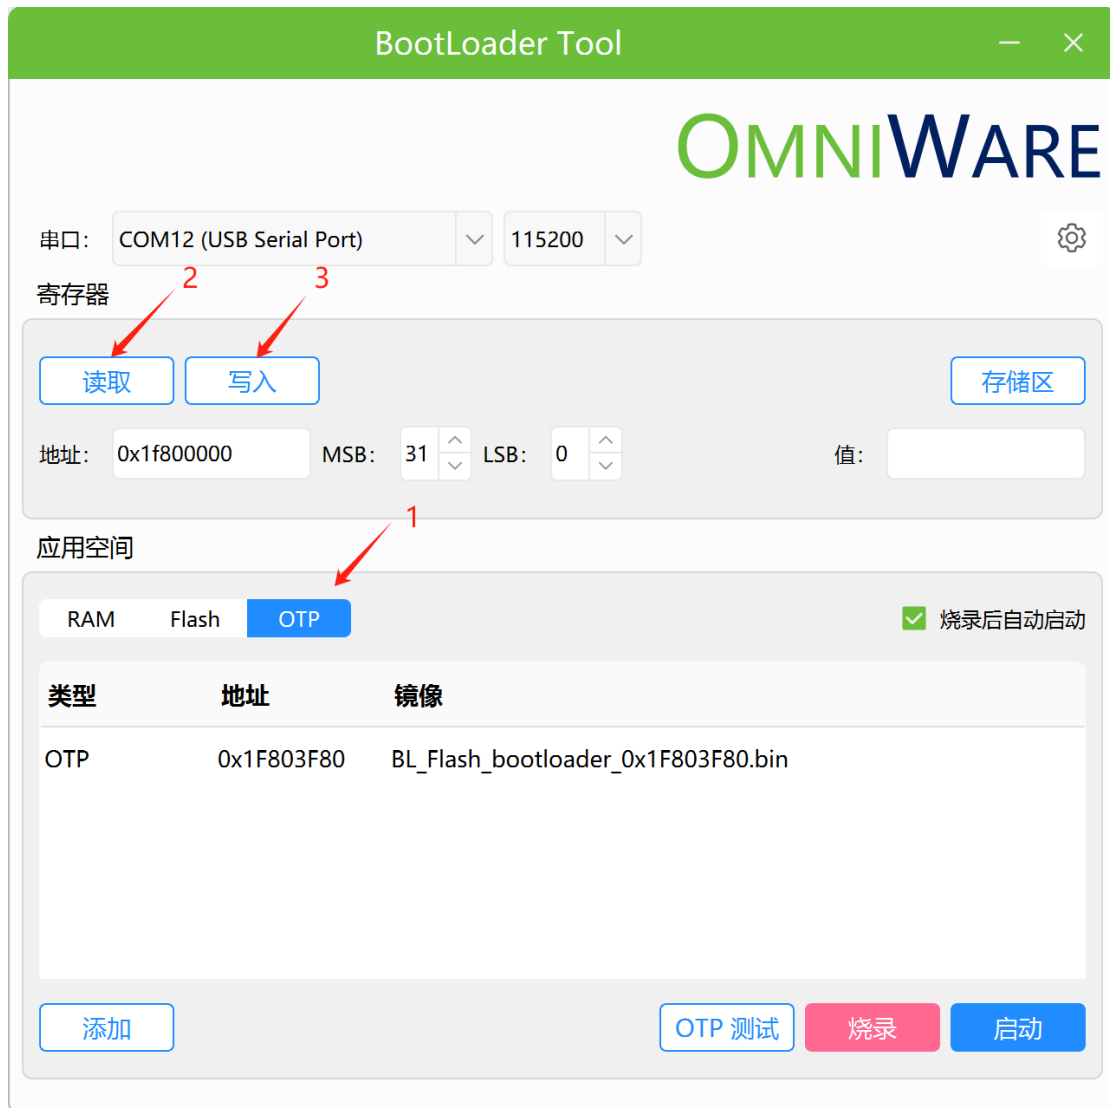 BootLoader Tool
OMNIWARE
串口： COM12 (USB Serial Port) 115200
2 3
寄存器
读取 写入 存储区
地址： 0x1f800000 MSB： 31 LSB： 0 值：
1
应用空间
RAM Flash OTP 烧录后自动启动
类型 地址 镜像
OTP 0x1F803F80 BL_Flash_bootloader_0x1F803F80.bin
添加 OTP 测试 烧录 启动